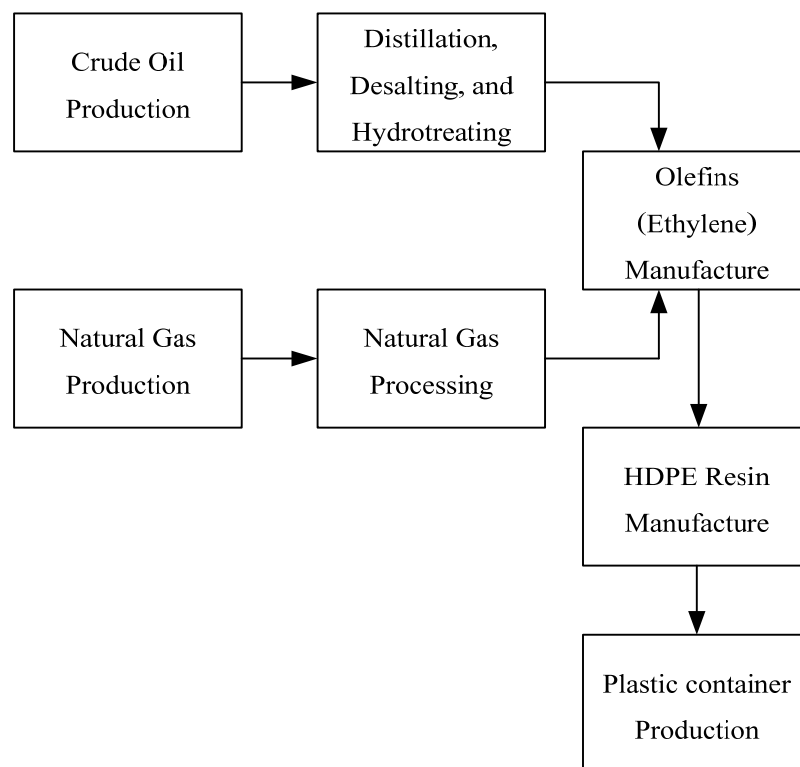 Crude Oil
Production
Distillation,
Desalting, and
Hydrotreating
Olefins
(Ethylene)
Manufacture
Natural Gas
Production
Natural Gas
Processing
HDPE Resin
Manufacture
Plastic container
Production